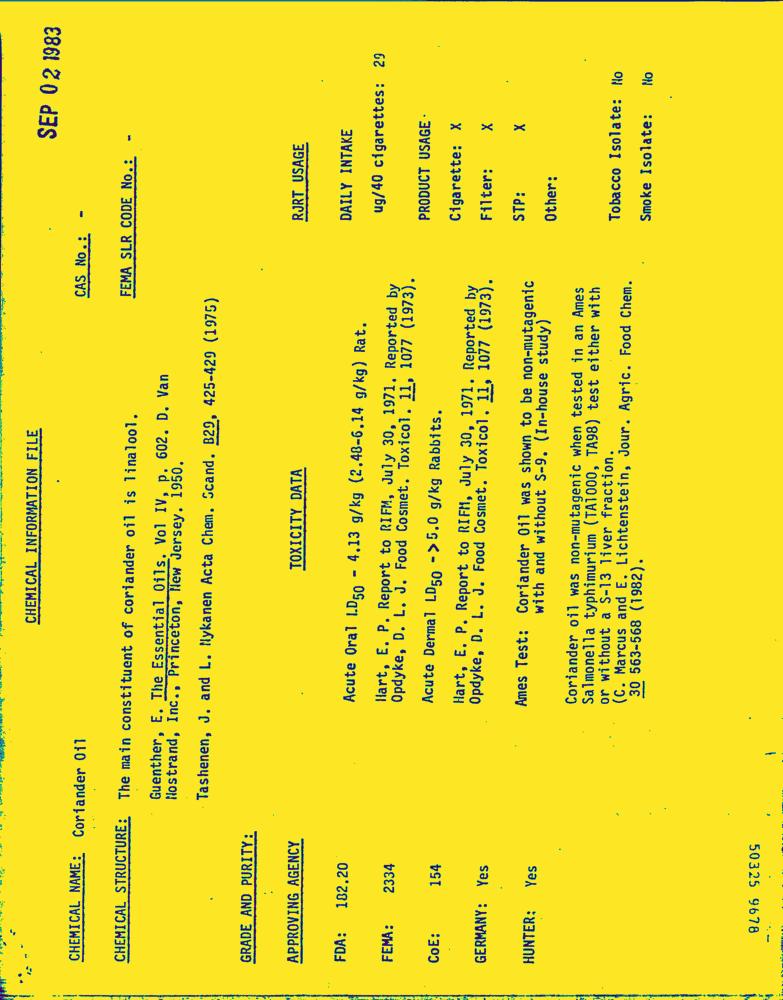 SEP 02 1983
CHEMICAL INFORMATION FILE
CHEMICAL NAME: Coriander Oil
CAS No.: -
CHEMICAL STRUCTURE: The main constituent of coriander oil is linalool.
FEMA SLR CODE No.: -
Guenther, E. The Essential Oils. Vol IV, p. 602. D. Van
Nostrand, Inc., Princeton, New Jersey. 1950.
Tashenen, J. and L. Nykanen Acta Chem. Scand. B29, 425-429 (1975)
GRADE AND PURITY:
APPROVING AGENCY
FDA: 182.20
FEMA: 2334
CoE: 154
GERMANY: Yes
HUNTER: Yes
TOXICITY DATA
Acute Oral LD50 - 4.13 g/kg (2.48-6.14 g/kg) Rat.
Hart, E. P. Report to RIFM, July 30, 1971. Reported by
Opdyke, D. L. J. Food Cosmet. Toxicol. 11, 1077 (1973).
Acute Dermal LD50 -> 5.0 g/kg Rabbits.
Hart, E. P. Report to RIFM, July 30, 1971. Reported by
Opdyke, D. L. J. Food Cosmet. Toxicol. 11, 1077 (1973).
Ames Test: Coriander Oil was shown to be non-mutagenic
with and without S-9. (In-house study)
Coriander oil was non-mutagenic when tested in an Ames
Salmonella typhimurium (TA1000, TA98) test either with
or without a S-13 liver fraction.
(C. Marcus and E. Lichtenstein, Jour. Agric. Food Chem.
30 563-568 (1982).
RJRT USAGE
DAILY INTAKE
ug/40 cigarettes: 29
PRODUCT USAGE
Cigarette: X
Filter: X
STP: X
Other:
Tobacco Isolate: No
Smoke Isolate: No
50325 9678